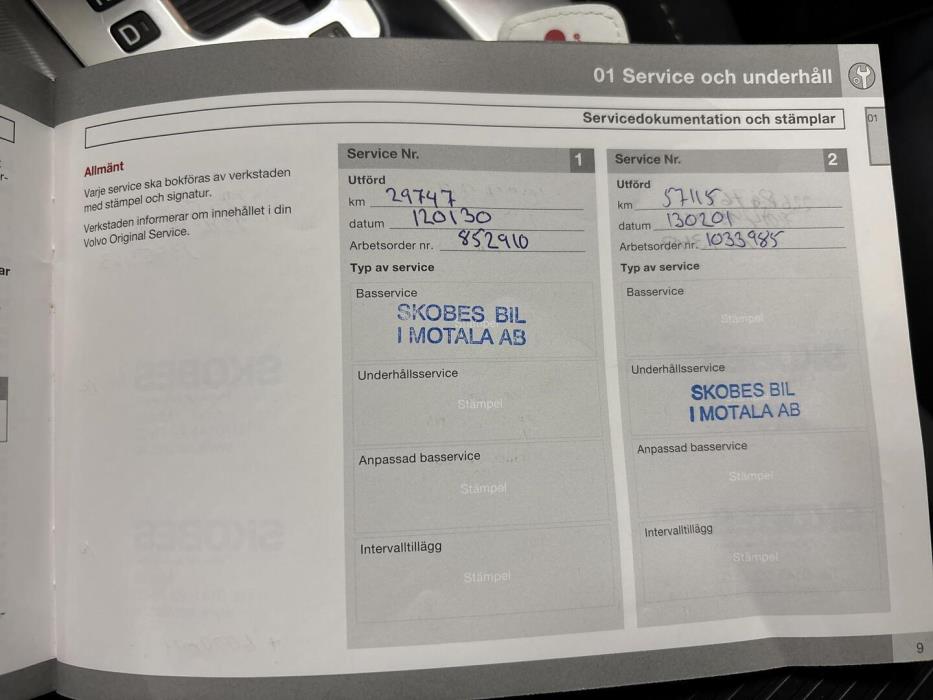 D
01 Service och underhåll
Servicedokumentation och stämplar
01
Allmänt
Varje service ska bokföras av verkstaden
med stämpel och signatur.
Verkstaden informerar om innehållet i din
Volvo Original Service.
Service Nr. 1
Utförd
km 29747
datum 120130
Arbetsorder nr. 852910
Typ av service
Basservice
SKOBES BIL
I MOTALA AB
Underhållsservice
Stämpel
Anpassad basservice
Stämpel
Intervalltillägg
Stämpel
Service Nr. 2
Utförd
km 57115
datum 130201
Arbetsorder nr. 1033985
Typ av service
Basservice
Stämpel
Underhållsservice
SKOBES BIL
I MOTALA AB
Anpassad basservice
Stämpel
Intervalltillägg
Stämpel
9